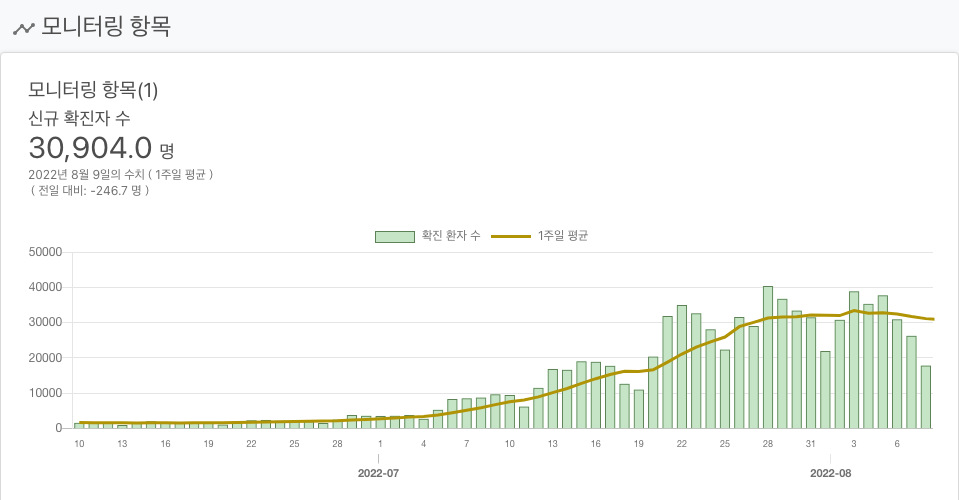 모니터링 항목
모니터링 항목(1)
신규 확진자 수
30,904.0 명
2022년 8월 9일의 수치 ( 1주일 평균 )
( 전일 대비: -246.7 명 )
확진 환자 수 1주일 평균
50000
40000
30000
20000
10000
0
10 13 16 19 22 25 28 1 4 7 10 13 16 19 22 25 28 31 3 6
2022-07 2022-08